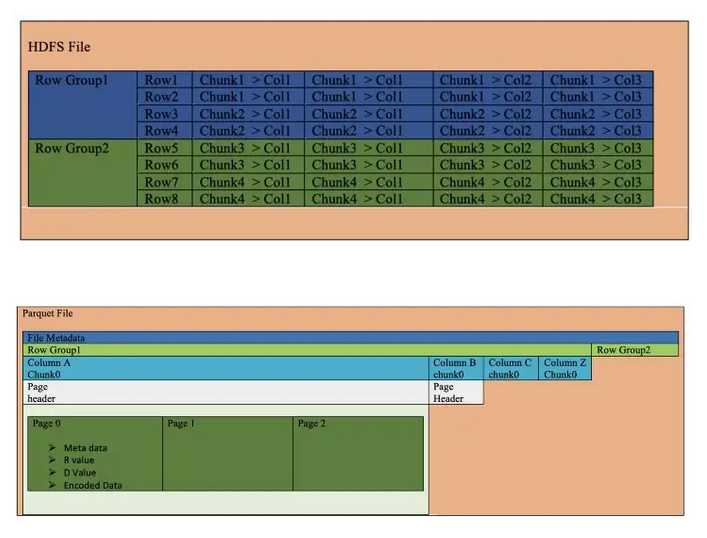 HDFS File
Row Group1 Row1 Chunk1 > Col1 Chunk1 > Col1 Chunk1 > Col2 Chunk1 > Col3
Row2 Chunk1 > Col1 Chunk1 > Col1 Chunk1 > Col2 Chunk1 > Col3
Row3 Chunk2 > Col1 Chunk2 > Col1 Chunk2 > Col2 Chunk2 > Col3
Row4 Chunk2 > Col1 Chunk2 > Col1 Chunk2 > Col2 Chunk2 > Col3
Row Group2 Row5 Chunk3 > Col1 Chunk3 > Col1 Chunk3 > Col2 Chunk3 > Col3
Row6 Chunk3 > Col1 Chunk3 > Col1 Chunk3 > Col2 Chunk3 > Col3
Row7 Chunk4 > Col1 Chunk4 > Col1 Chunk4 > Col2 Chunk4 > Col3
Row8 Chunk4 > Col1 Chunk4 > Col1 Chunk4 > Col2 Chunk4 > Col3
Parquet File
File Metadata
Row Group1 Row Group2
Column A Column B Column C Column Z
Chunk0 chunk0 chunk0 Chunk0
Page Page
header Header
Page 0 Page 1 Page 2
➢ Meta data
➢ R value
➢ D Value
➢ Encoded Data